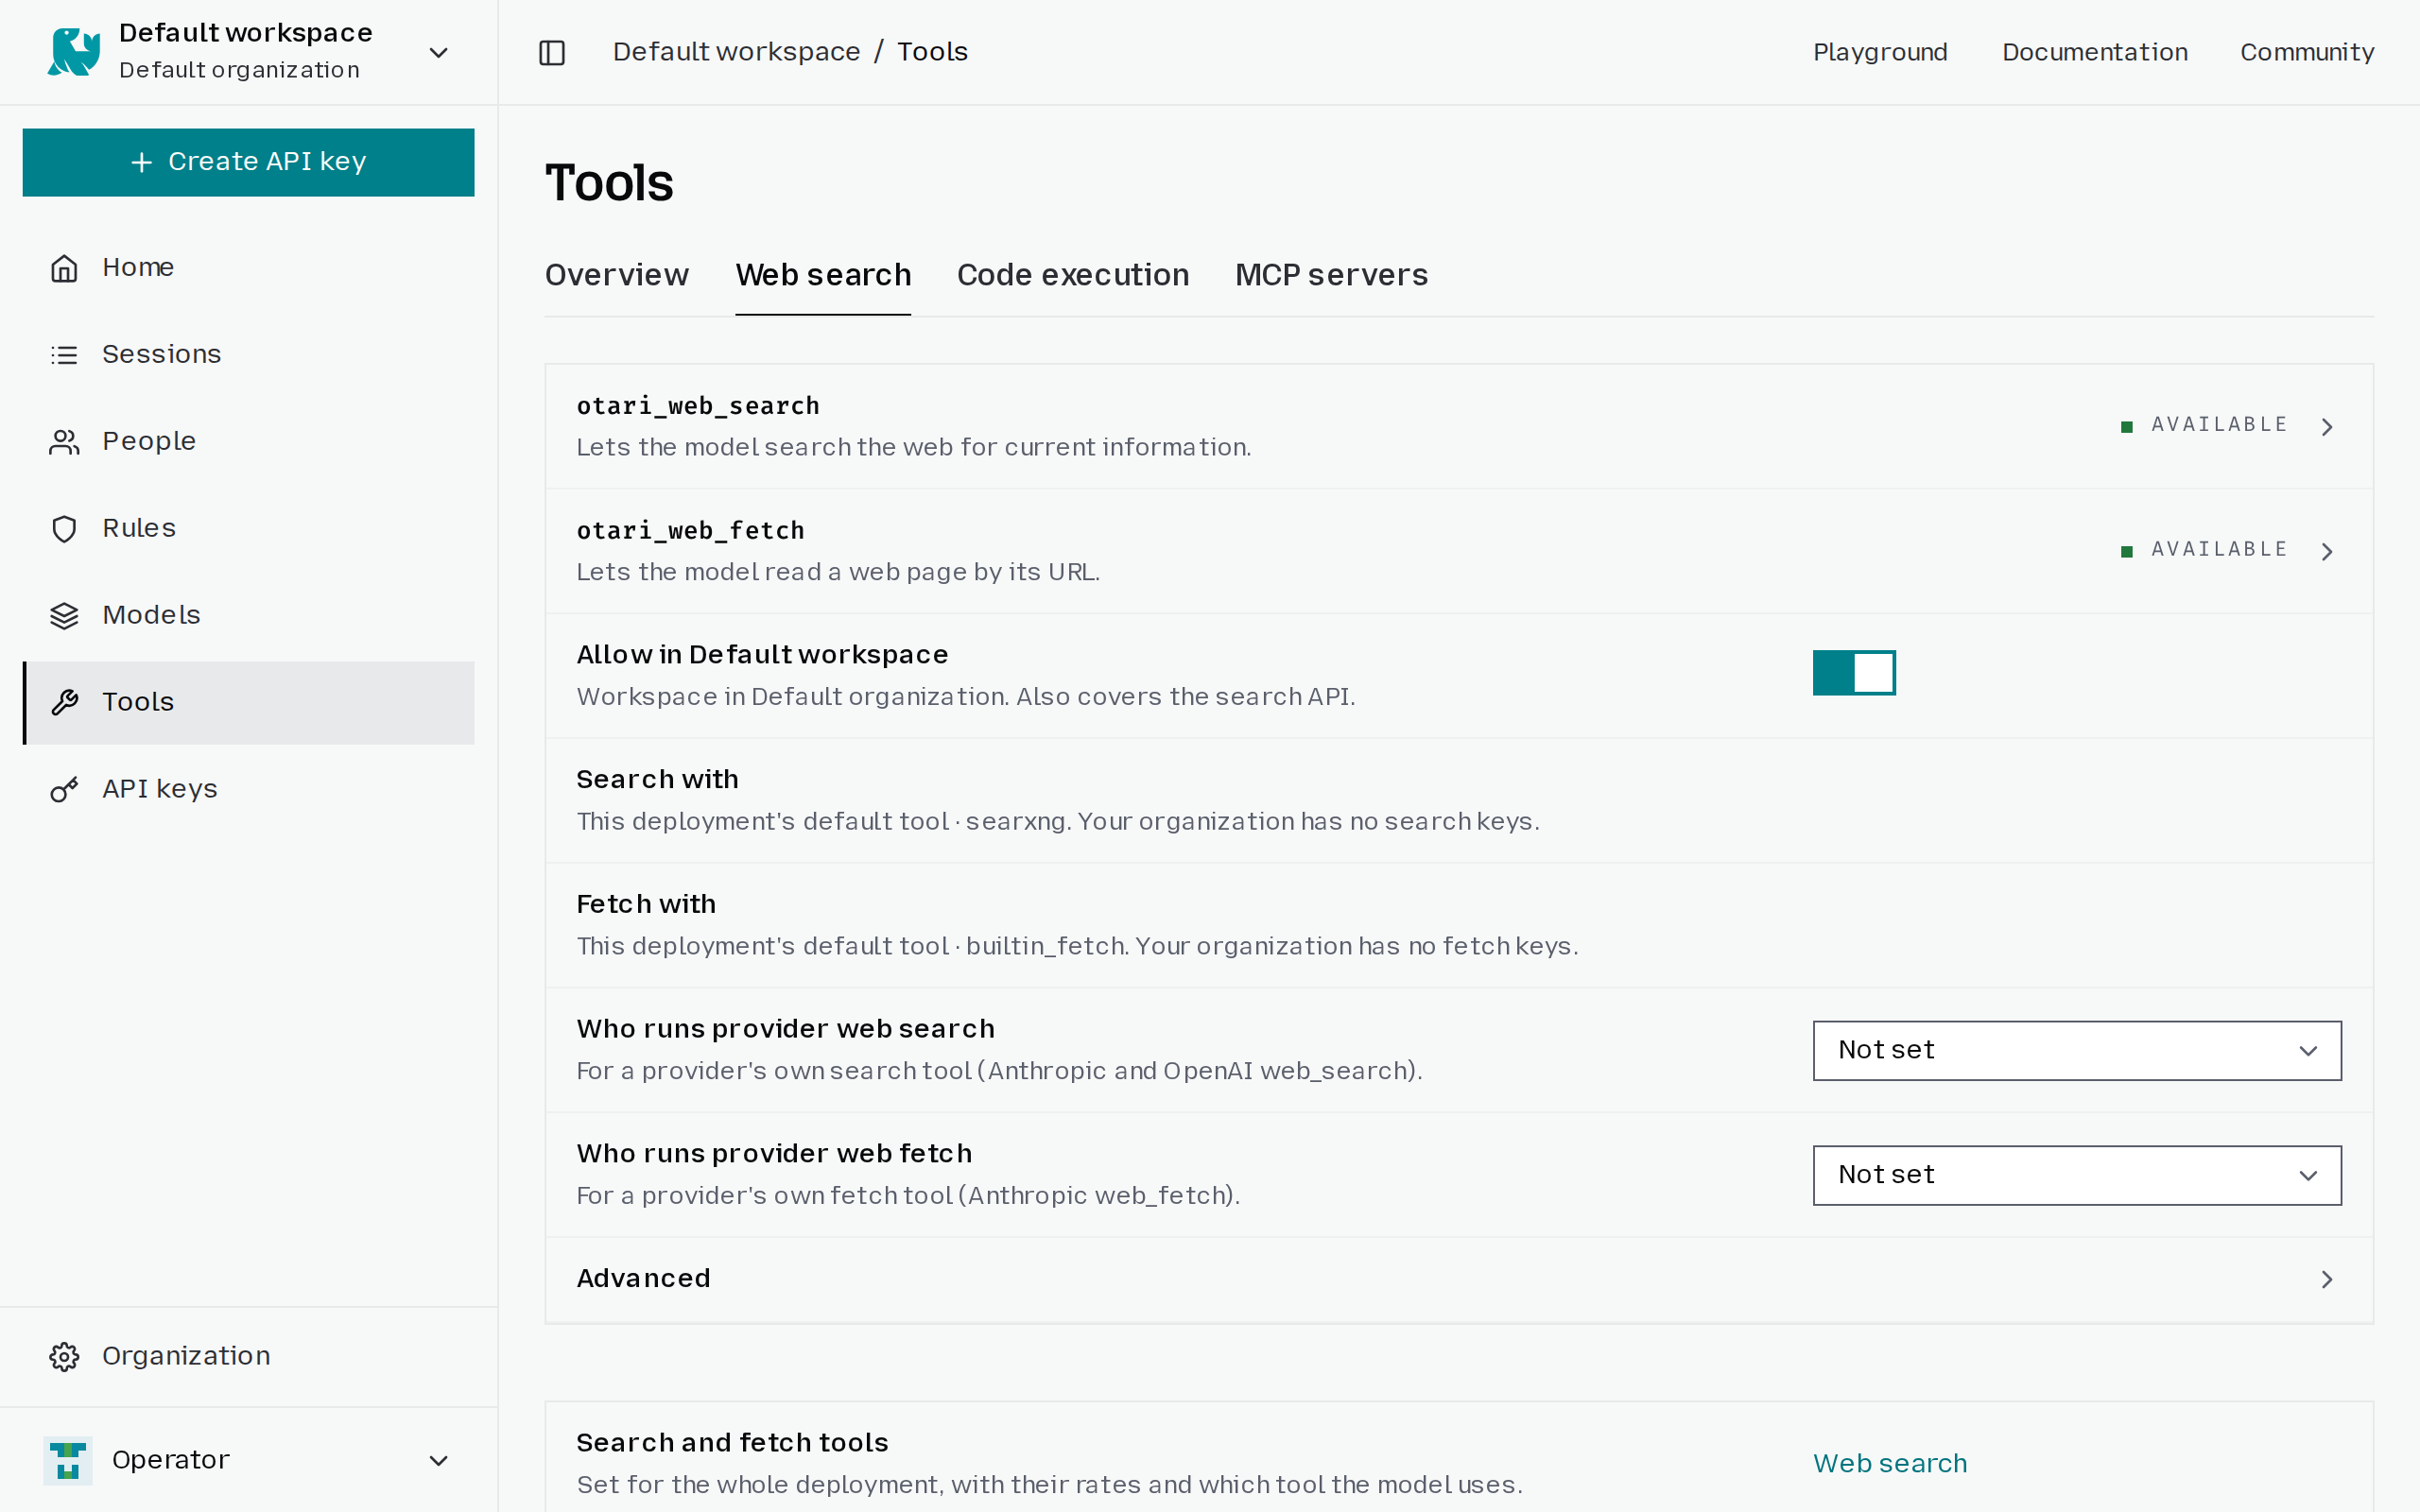 Default workspace
Default organization
Default workspace / Tools
Playground
Documentation
Community
Create API key
Home
Sessions
People
Rules
Models
Tools
API keys
Organization
Operator
Tools
Overview
Web search
Code execution
MCP servers
otari_web_search
Lets the model search the web for current information.
AVAILABLE
otari_web_fetch
Lets the model read a web page by its URL.
AVAILABLE
Allow in Default workspace
Workspace in Default organization. Also covers the search API.
Search with
This deployment's default tool · searxng. Your organization has no search keys.
Fetch with
This deployment's default tool · builtin_fetch. Your organization has no fetch keys.
Who runs provider web search
For a provider's own search tool (Anthropic and OpenAI web_search).
Not set
Who runs provider web fetch
For a provider's own fetch tool (Anthropic web_fetch).
Not set
Advanced
Search and fetch tools
Set for the whole deployment, with their rates and which tool the model uses.
Web search